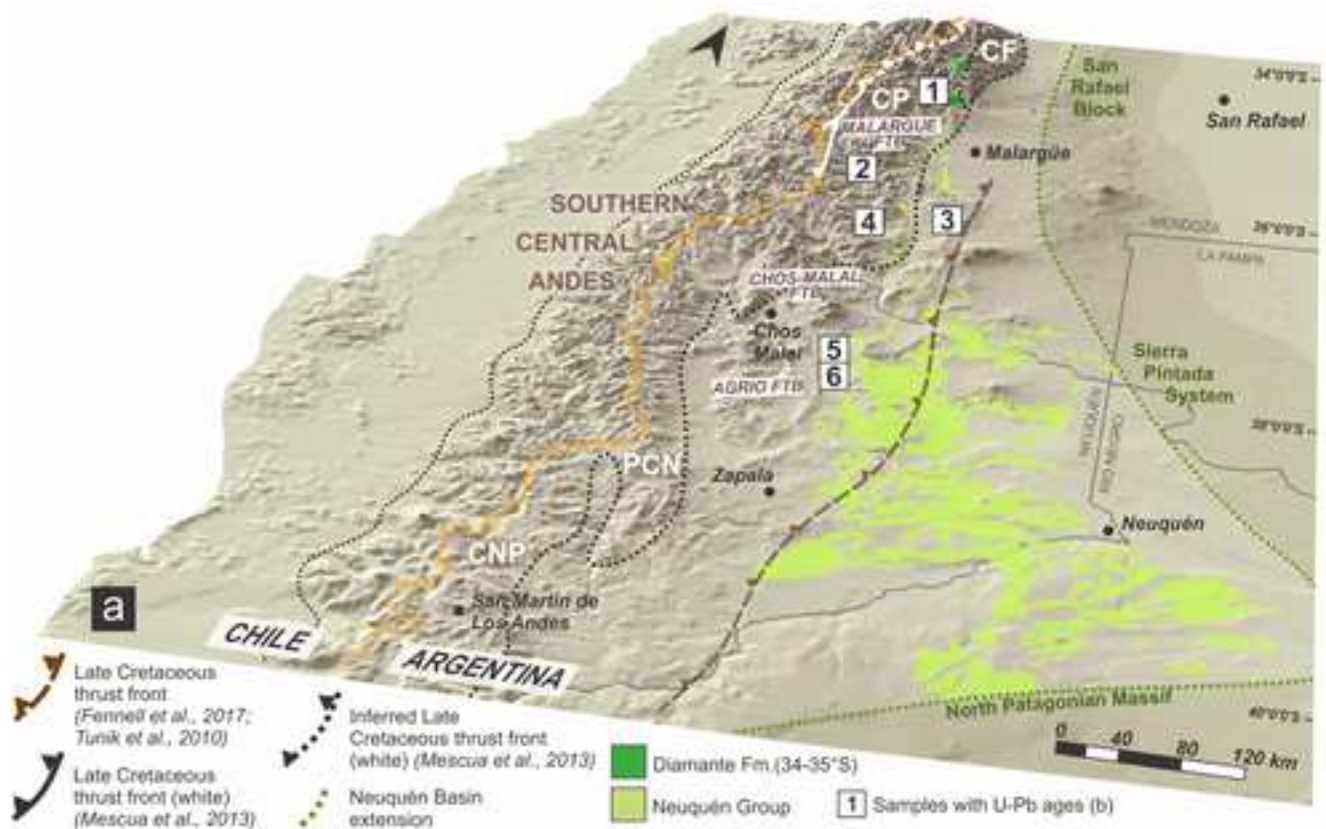 CF
San
Rafael
Block
34°0'0"S
San Rafael
CP
1
MALARGUE
FTB
Malargüe
2
SOUTHERN
CENTRAL
ANDES
4
3
MENDOZA
36°0'0"S
LA PAMPA
CHOS-MALAL
FTB
Chos
Malal
5
6
AGRIO FTB
Sierra
Pintada
System
NEUQUEN
RIO NEGRO
38°0'0"S
PCN
Zapala
Neuquén
CNP
San Martin de
Los Andes
a
CHILE
ARGENTINA
North Patagonian Massif
40°0'0"S
0 40 80 120 km
Late Cretaceous
thrust front
(Fennell et al., 2017;
Tunik et al., 2010)
Late Cretaceous
thrust front (white)
(Mescua et al., 2013)
Inferred Late
Cretaceous thrust front
(white) (Mescua et al., 2013)
Neuquén Basin
extension
Diamante Fm.(34-35°S)
Neuquén Group
1 Samples with U-Pb ages (b)